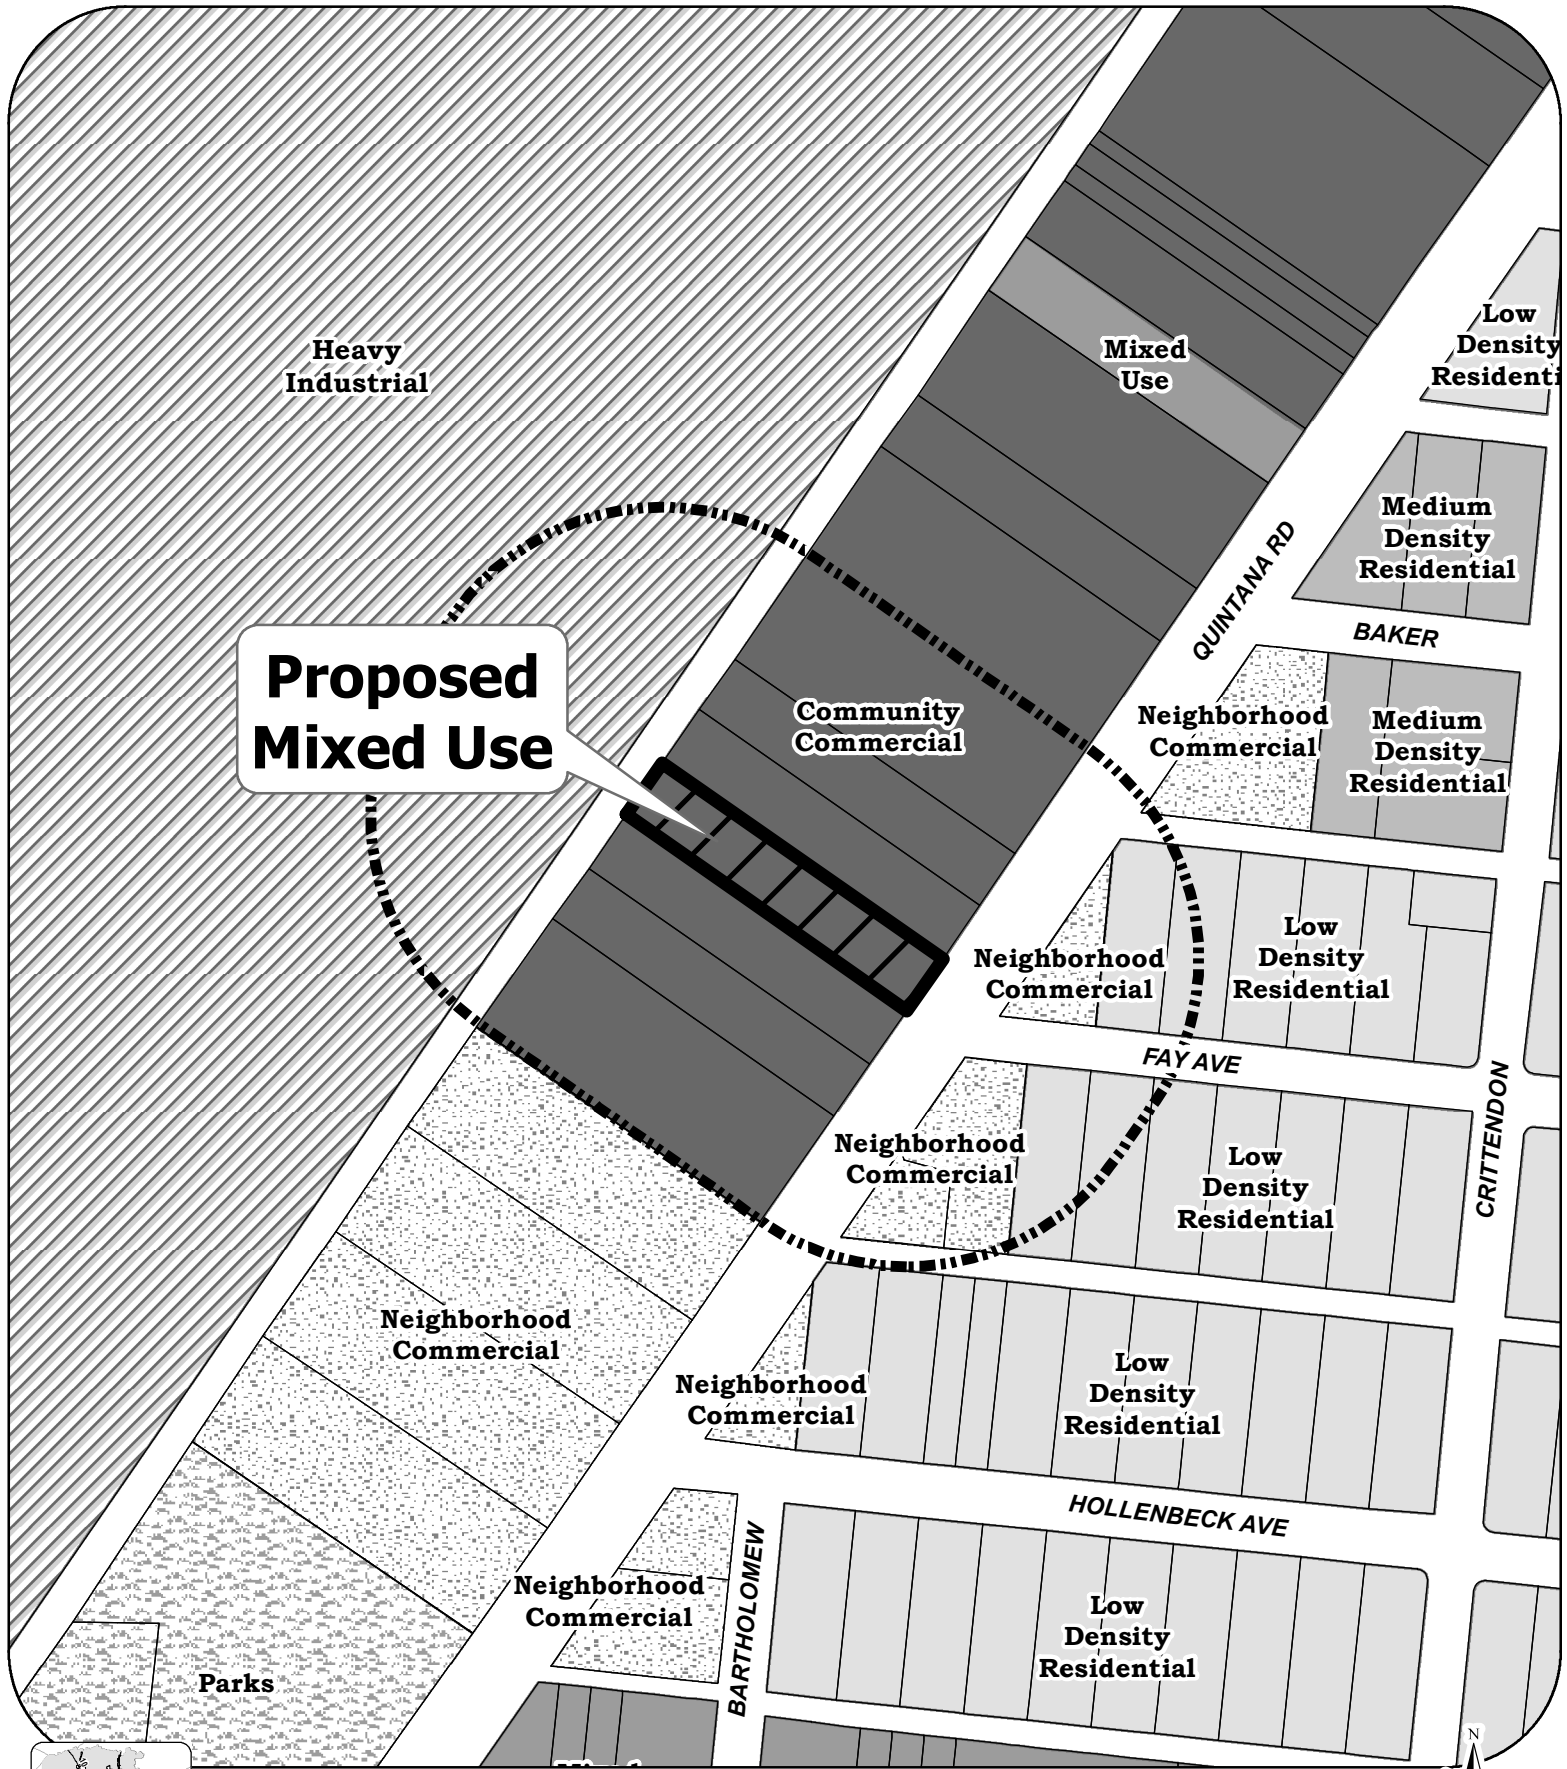 Heavy
Industrial
Mixed
Use
Low
Density
Residenti
Medium
Density
Residential
QUINTANA RD
BAKER
Proposed
Mixed Use
Community
Commercial
Neighborhood
Commercial
Medium
Density
Residential
Neighborhood
Commercial
Low
Density
Residential
FAY AVE
CRITTENDON
Neighborhood
Commercial
Low
Density
Residential
Neighborhood
Commercial
Neighborhood
Commercial
Low
Density
Residential
HOLLENBECK AVE
BARTHOLOMEW
Neighborhood
Commercial
Low
Density
Residential
Parks
N